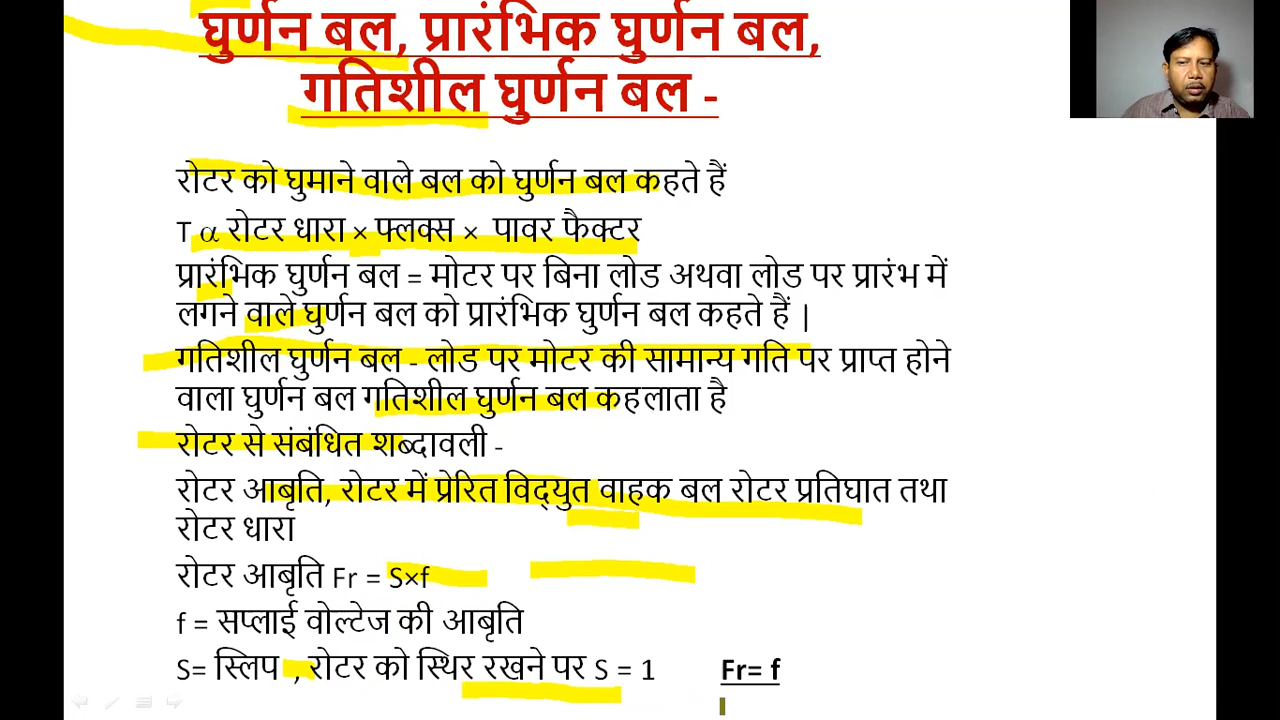 घुर्णन बल, प्रारंभिक घुर्णन बल,
गतिशील घुर्णन बल -
रोटर को घुमाने वाले बल को घुर्णन बल कहते हैं
T α रोटर धारा × फ्लक्स × पावर फैक्टर
प्रारंभिक घुर्णन बल = मोटर पर बिना लोड अथवा लोड पर प्रारंभ में
लगने वाले घुर्णन बल को प्रारंभिक घुर्णन बल कहते हैं |
गतिशील घुर्णन बल - लोड पर मोटर की सामान्य गति पर प्राप्त होने
वाला घुर्णन बल गतिशील घुर्णन बल कहलाता है
रोटर से संबंधित शब्दावली -
रोटर आबृति, रोटर में प्रेरित विद्युत वाहक बल रोटर प्रतिघात तथा
रोटर धारा
रोटर आबृति Fr = S×f
f = सप्लाई वोल्टेज की आबृति
S= स्लिप , रोटर को स्थिर रखने पर S = 1 Fr= f